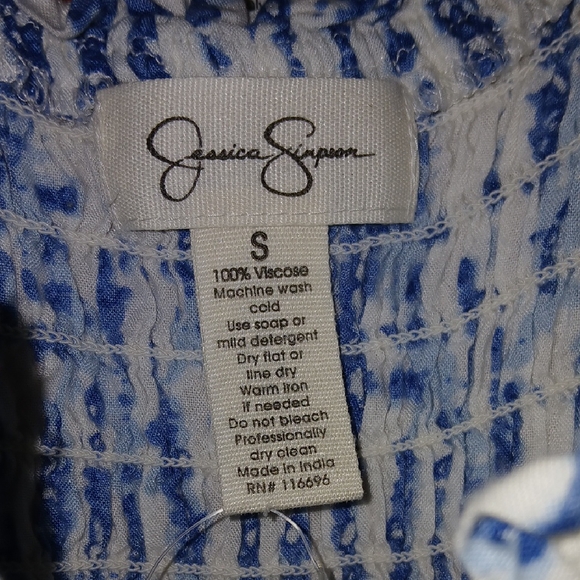 Jessica Simpson
S
100% Viscose
Machine wash
cold
Use soap or
mild detergent
Dry flat or
line dry
Warm iron
if needed
Do not bleach
Professionally
dry clean
Made in India
RN# 116696